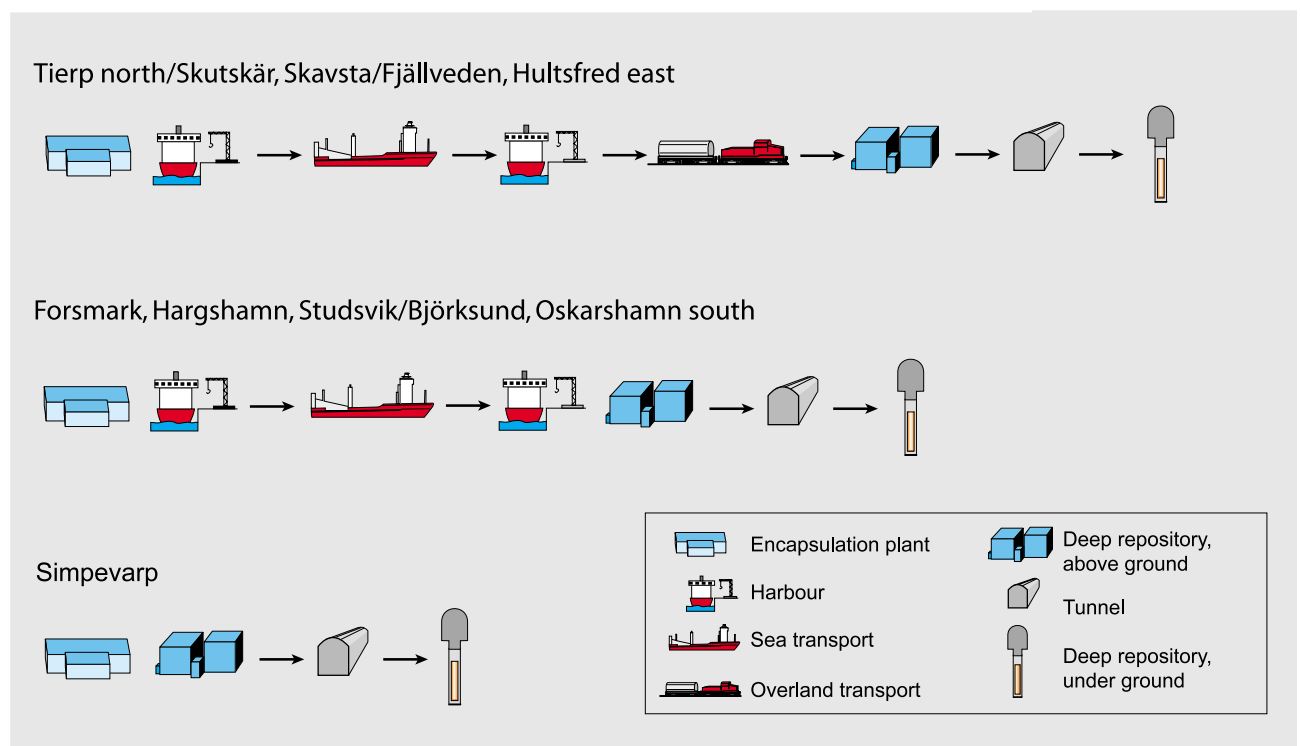 Tierp north/Skutskär, Skavsta/Fjällveden, Hultsfred east
Forsmark, Hargshamn, Studsvik/Björksund, Oskarshamn south
Simpevarp
Encapsulation plant
Harbour
Sea transport
Overland transport
Deep repository,
above ground
Tunnel
Deep repository,
under ground